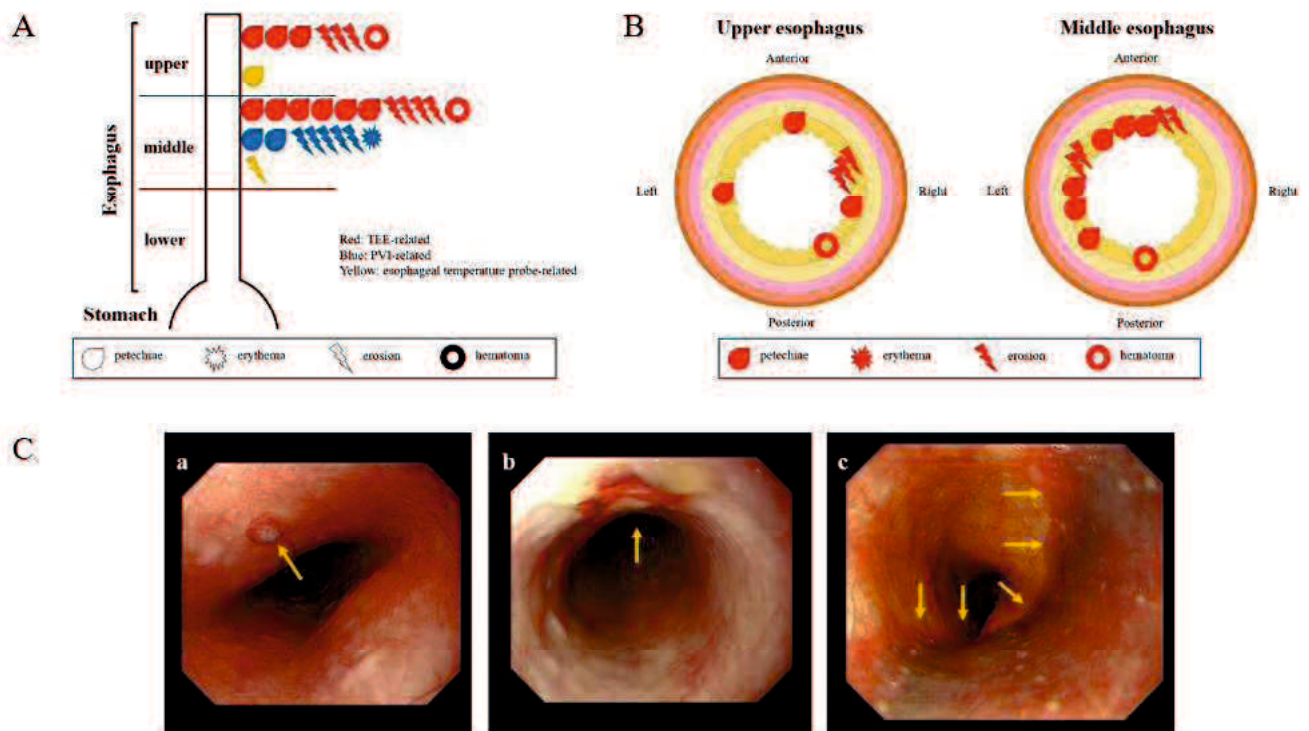 A
Esophagus
upper
middle
lower
Stomach
Red: TEE-related
Blue: PVI-related
Yellow: esophageal temperature probe-related
petechiae erythema erosion hematoma
B
Upper esophagus Middle esophagus
Anterior Anterior
Left Right Left Right
Posterior Posterior
petechiae erythema erosion hematoma
C
a b c